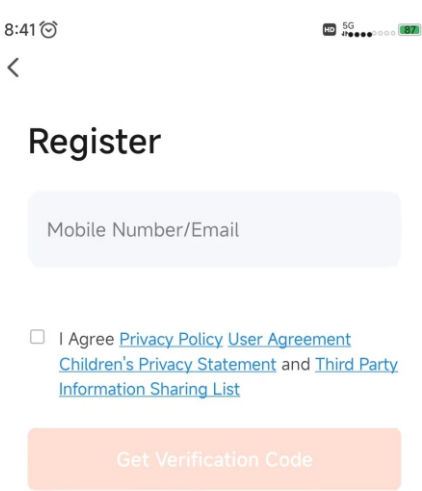 8:41
HD 5G 87
Register
Mobile Number/Email
I Agree Privacy Policy User Agreement
Children's Privacy Statement and Third Party
Information Sharing List
Get Verification Code